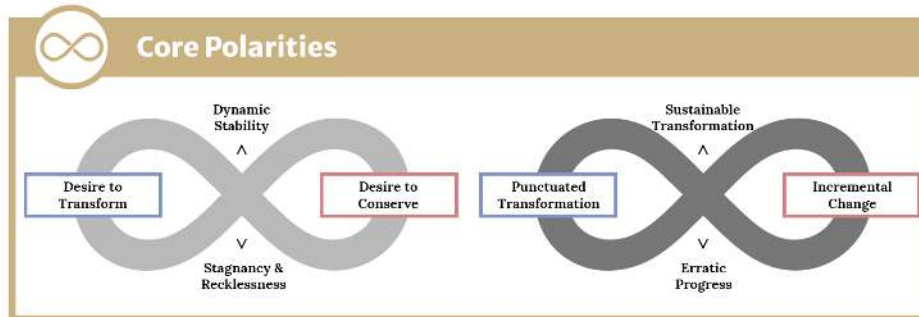 Core Polarities
Dynamic
Stability
Desire to
Transform
Desire to
Conserve
Stagnancy &
Recklessness
Sustainable
Transformation
Punctuated
Transformation
Incremental
Change
Erratic
Progress